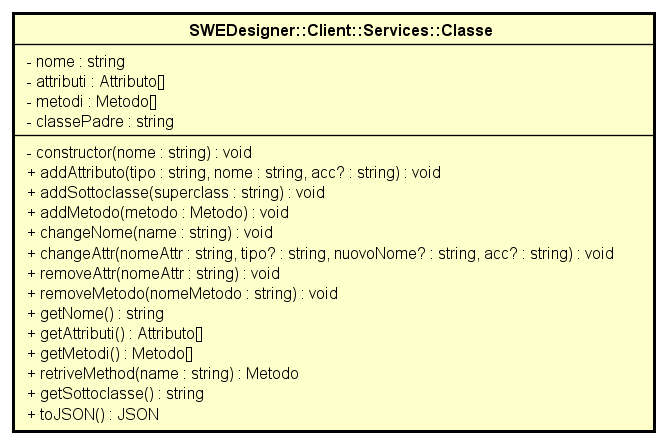 SWEDesigner::Client::Services::Classe
- nome : string
- attributi : Attributo[]
- metodi : Metodo[]
- classePadre : string
- constructor(nome : string) : void
+ addAttributo(tipo : string, nome : string, acc? : string) : void
+ addSottoclasse(superclass : string) : void
+ addMetodo(metodo : Metodo) : void
+ changeNome(name : string) : void
+ changeAttr(nomeAttr : string, tipo? : string, nuovoNome? : string, acc? : string) : void
+ removeAttr(nomeAttr : string) : void
+ removeMetodo(nomeMetodo : string) : void
+ getNome() : string
+ getAttributi() : Attributo[]
+ getMetodi() : Metodo[]
+ retriveMethod(name : string) : Metodo
+ getSottoclasse() : string
+ toJSON() : JSON